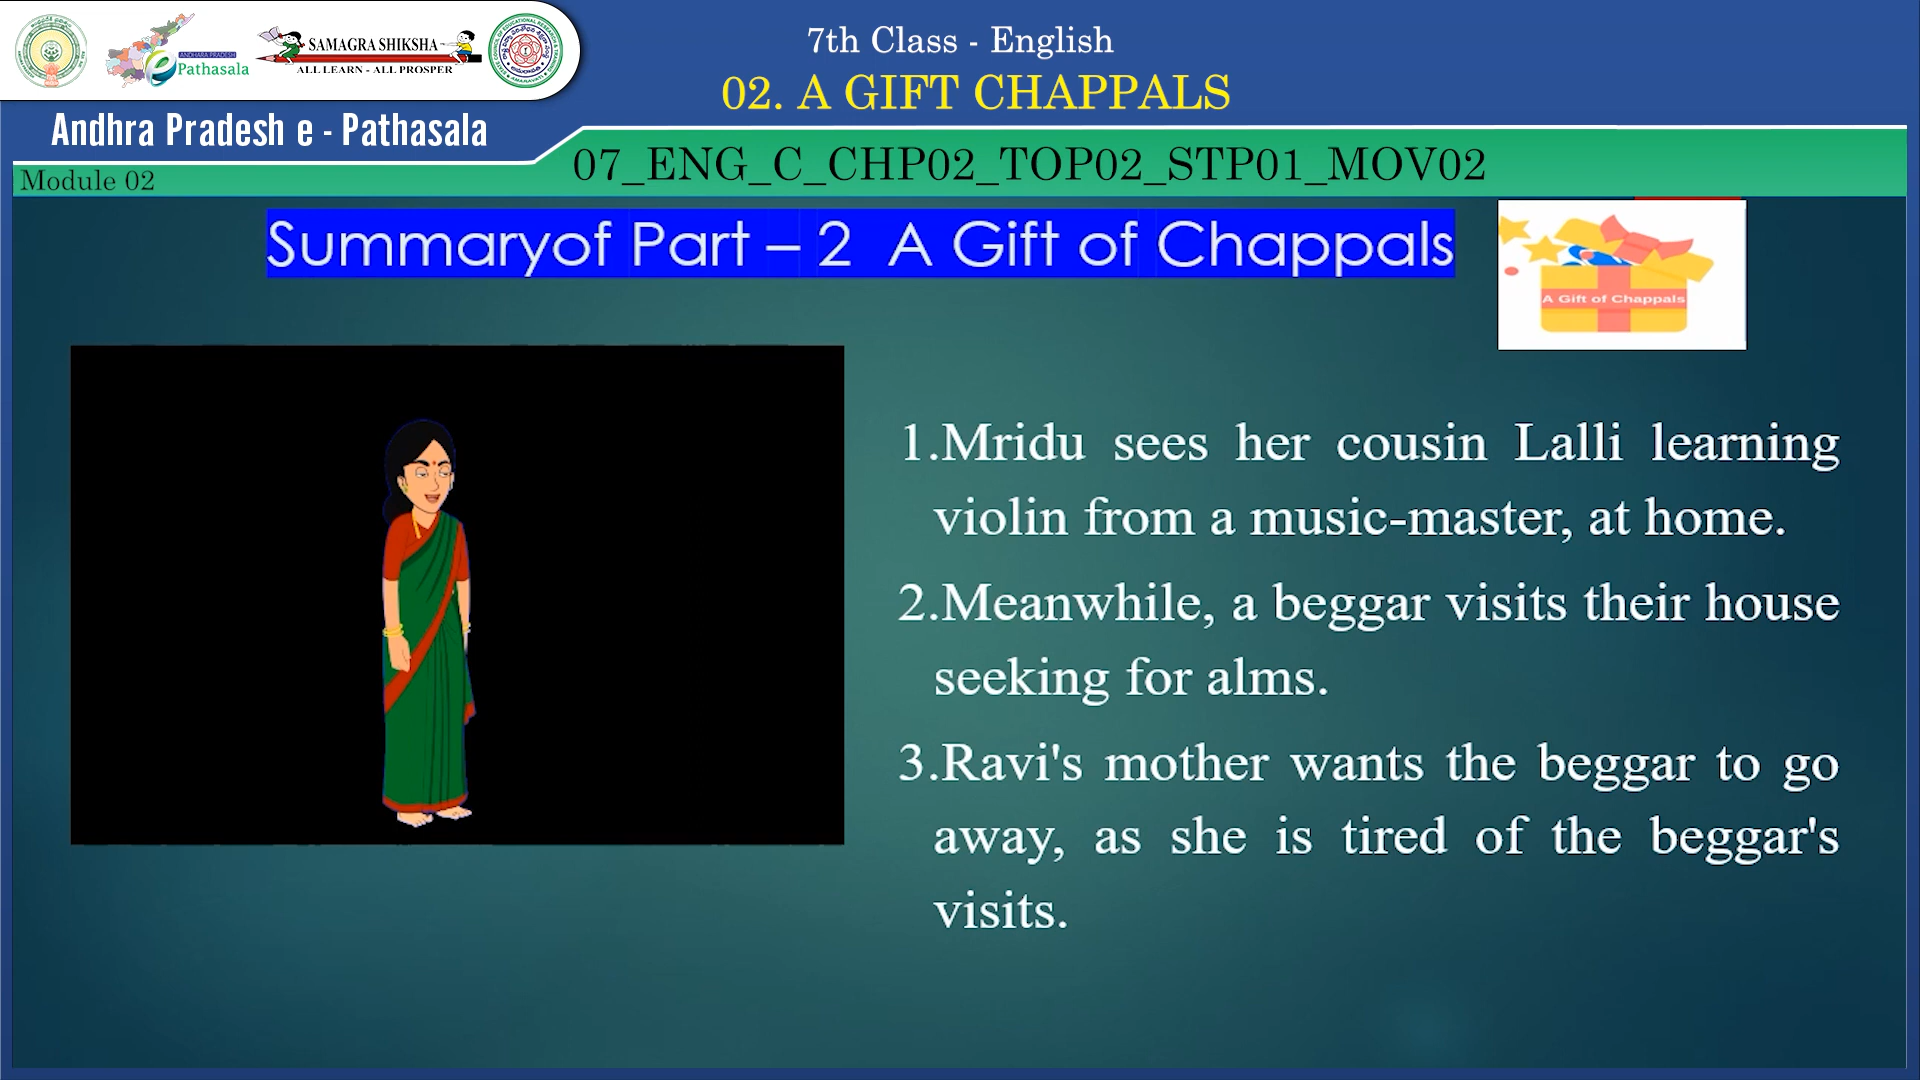 ANDHRA PRADESH
e Pathasala
SAMAGRA SHIKSHA
ALL LEARN - ALL PROSPER
7th Class - English
02. A GIFT CHAPPALS
Andhra Pradesh e - Pathasala
07_ENG_C_CHP02_TOP02_STP01_MOV02
Module 02
Summaryof Part – 2 A Gift of Chappals
A Gift of Chappals
1.Mridu sees her cousin Lalli learning
violin from a music-master, at home.
2.Meanwhile, a beggar visits their house
seeking for alms.
3.Ravi's mother wants the beggar to go
away, as she is tired of the beggar's
visits.